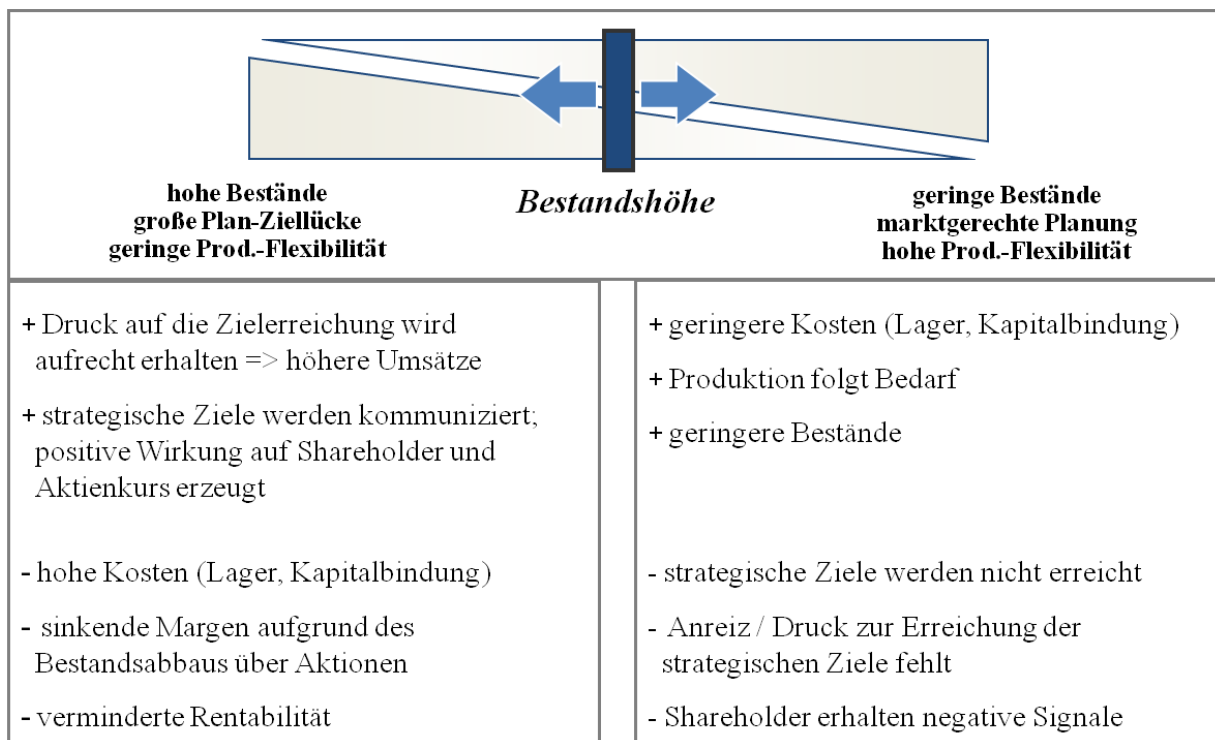 hohe Bestände
große Plan-Ziellücke
geringe Prod.-Flexibilität
Bestandshöhe
geringe Bestände
marktgerechte Planung
hohe Prod.-Flexibilität
+ Druck auf die Zielerreichung wird
aufrecht erhalten => höhere Umsätze
+ strategische Ziele werden kommuniziert;
positive Wirkung auf Shareholder und
Aktienkurs erzeugt
- hohe Kosten (Lager, Kapitalbindung)
- sinkende Margen aufgrund des
Bestandsabbaus über Aktionen
- verminderte Rentabilität
+ geringere Kosten (Lager, Kapitalbindung)
+ Produktion folgt Bedarf
+ geringere Bestände
- strategische Ziele werden nicht erreicht
- Anreiz / Druck zur Erreichung der
strategischen Ziele fehlt
- Shareholder erhalten negative Signale